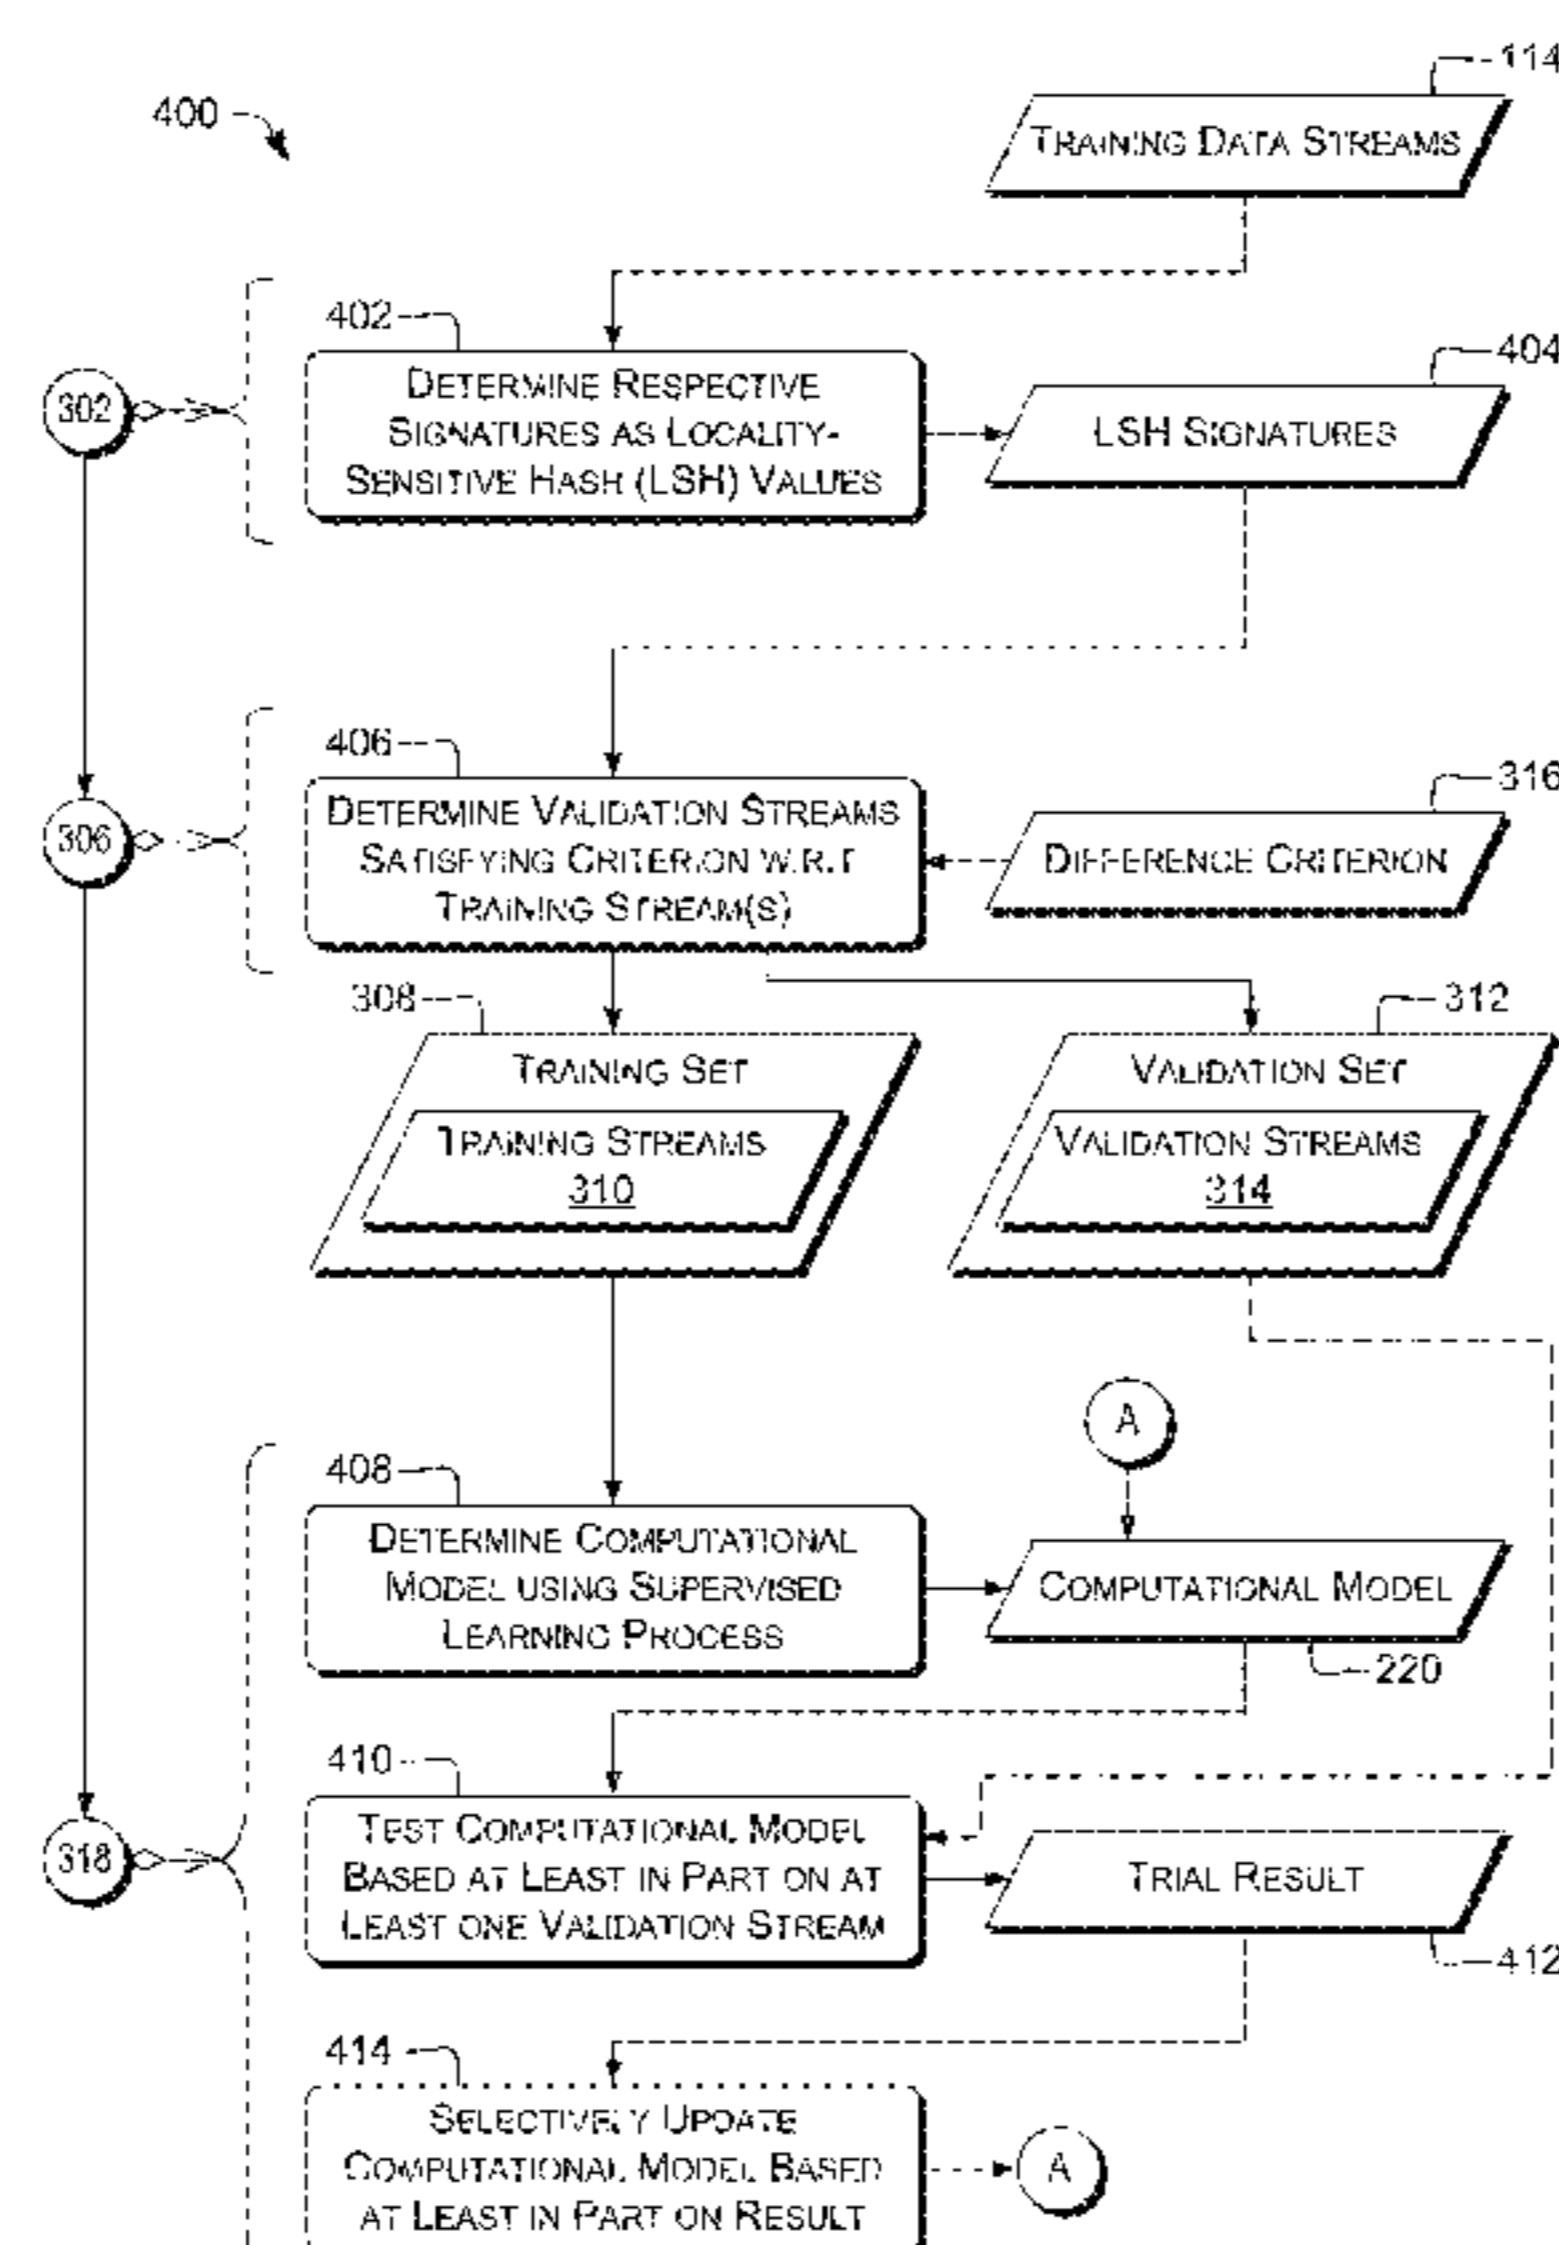 400
114
TRAINING DATA STREAMS
402
DETERMINE RESPECTIVE
SIGNATURES AS LOCALITY-
SENSITIVE HASH (LSH) VALUES
302
404
LSH SIGNATURES
406
DETERMINE VALIDATION STREAMS
SATISFYING CRITERION W.R.T
TRAINING STREAM(S)
306
316
DIFFERENCE CRITERION
308
TRAINING SET
TRAINING STREAMS
310
312
VALIDATION SET
VALIDATION STREAMS
314
A
408
DETERMINE COMPUTATIONAL
MODEL USING SUPERVISED
LEARNING PROCESS
COMPUTATIONAL MODEL
220
410
TEST COMPUTATIONAL MODEL
BASED AT LEAST IN PART ON AT
LEAST ONE VALIDATION STREAM
318
TRIAL RESULT
412
414
SELECTIVELY UPDATE
COMPUTATIONAL MODEL BASED
AT LEAST IN PART ON RESULT
A